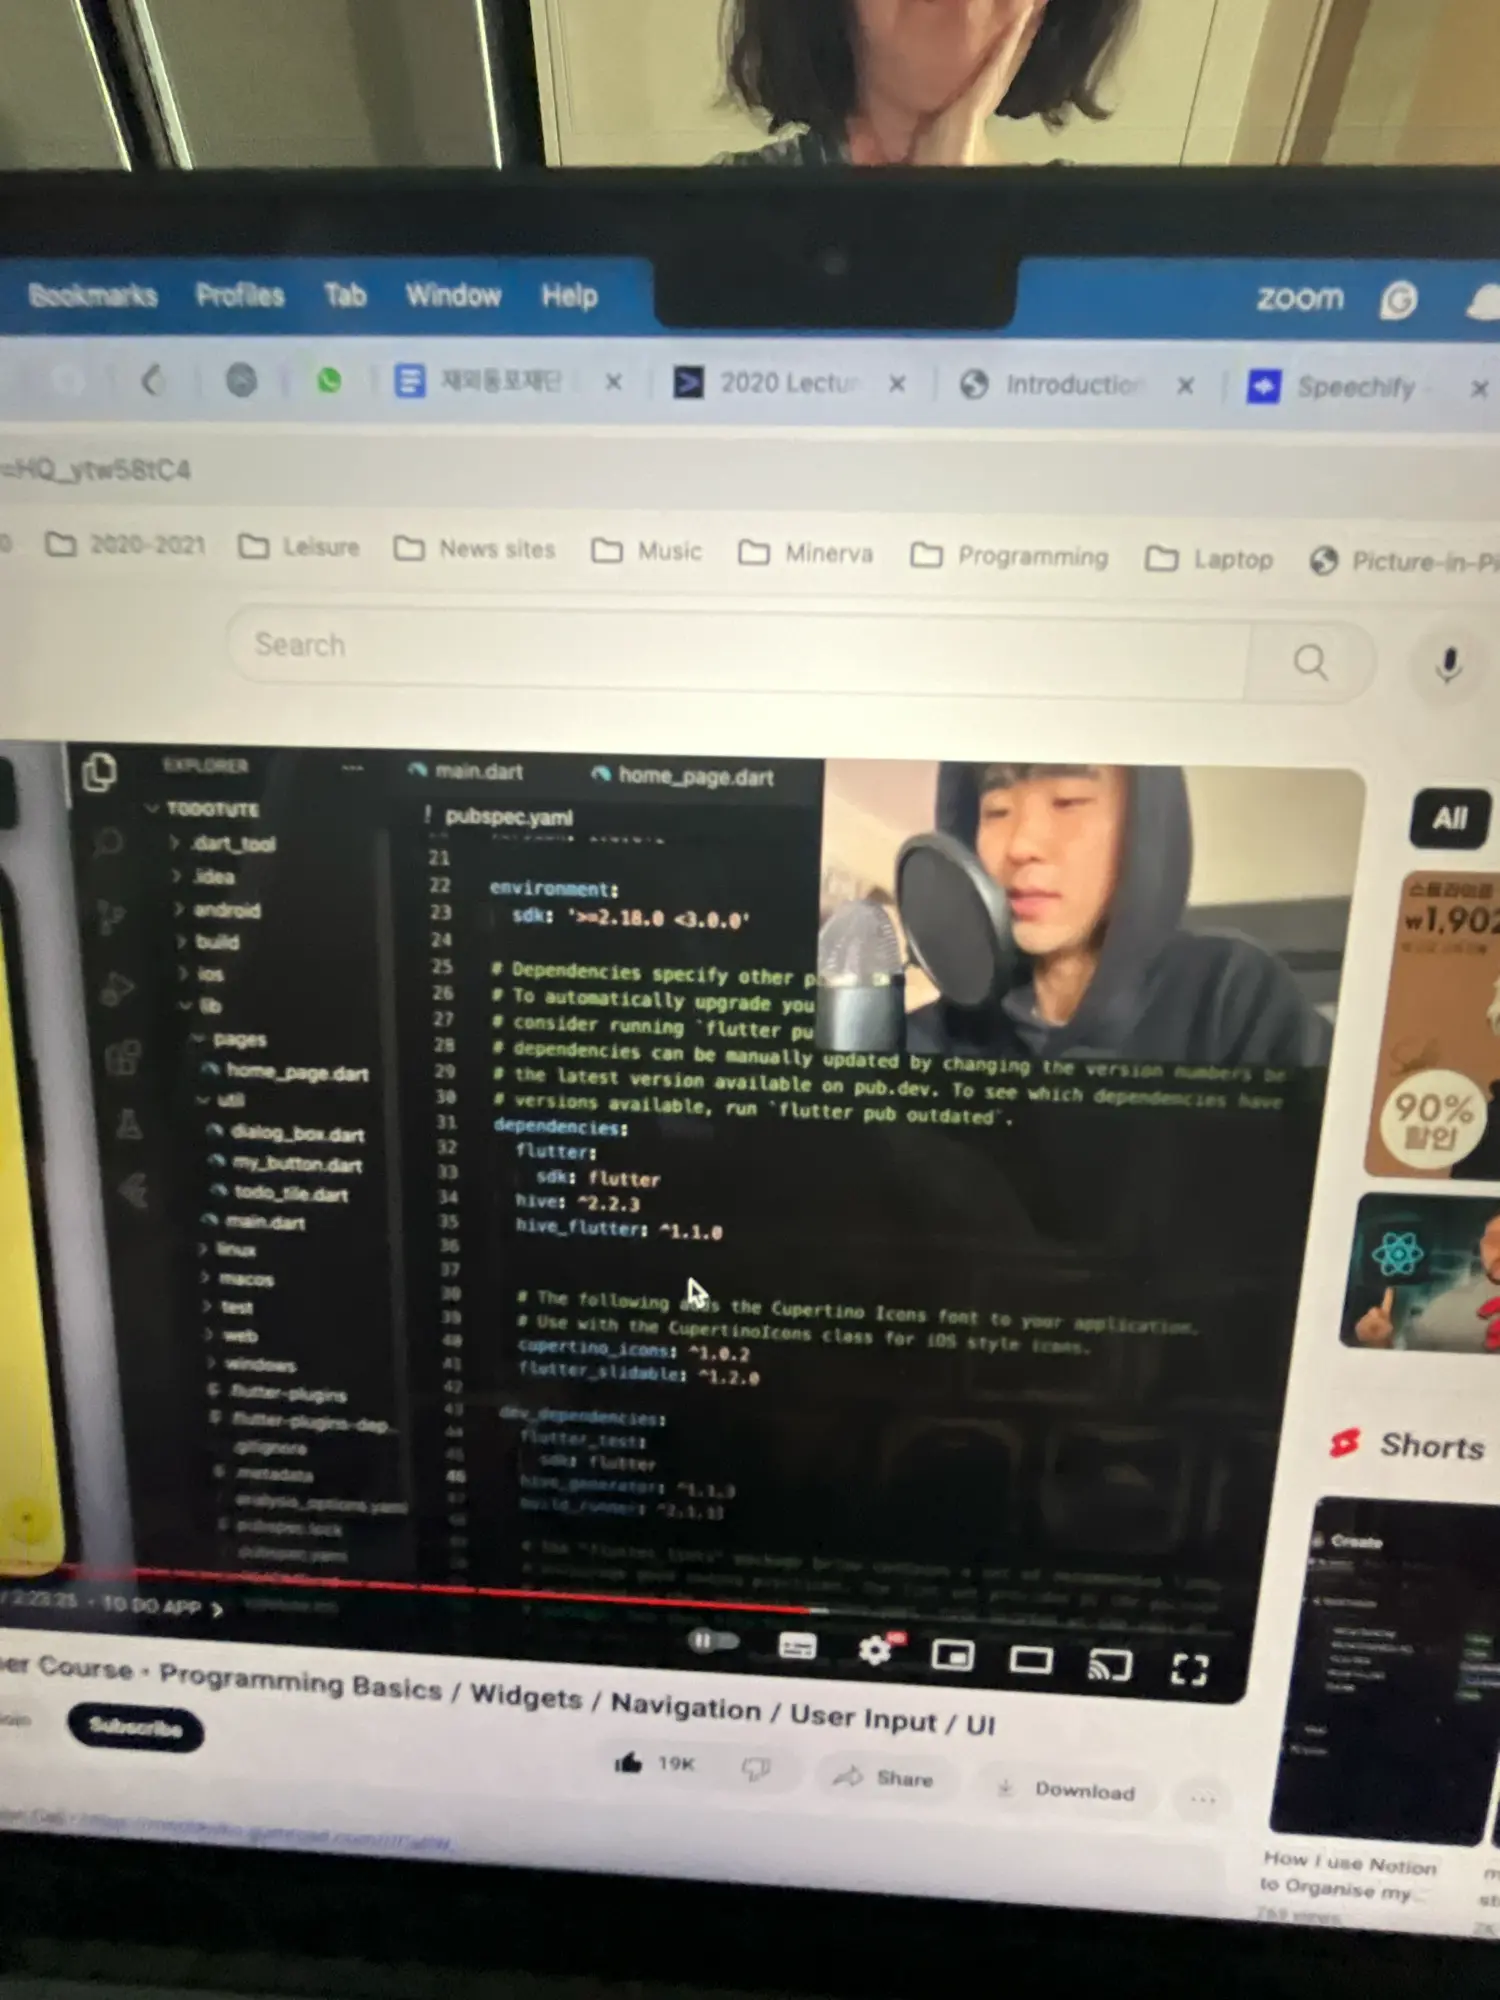 Bookmarks Profiles Tab Window Help zoom
재외동포재단 2020 Lectur Introduction Speechify
=HQ_ytw58tC4
2020-2021 Leisure News sites Music Minerva Programming Laptop Picture-in-Pi
Search
EXPLORER
TODOTUTE
.dart_tool
.idea
android
build
ios
lib
pages
home_page.dart
util
dialog_box.dart
my_button.dart
todo_tile.dart
main.dart
linux
macos
test
web
windows
.flutter-plugins
.flutter-plugins-dep...
.gitignore
.metadata
analysis_options.yaml
pubspec.lock
pubspec.yaml
main.dart home_page.dart
! pubspec.yaml
21
22 environment:
23 sdk: '>=2.18.0 <3.0.0'
24
25 # Dependencies specify other p
26 # To automatically upgrade you
27 # consider running `flutter pu
28 # dependencies can be manually updated by changing the version numbers be
29 # the latest version available on pub.dev. To see which dependencies have
30 # versions available, run `flutter pub outdated`.
31 dependencies:
32 flutter:
33 sdk: flutter
34 hive: ^2.2.3
35 hive_flutter: ^1.1.0
36
37
38 # The following adds the Cupertino Icons font to your application.
39 # Use with the CupertinoIcons class for iOS style icons.
40 cupertino_icons: ^1.0.2
41 flutter_slidable: ^1.2.0
42
43 dev_dependencies:
44 flutter_test:
45 sdk: flutter
46 hive_generator: ^1.1.3
build_runner:
/ 2:23:25 • TO DO APP >
HD
er Course • Programming Basics / Widgets / Navigation / User Input / UI
Subscribe
19K Share Download ...
All
₩1,902
90%
할인
Shorts
Create
How I use Notion
to Organise my...
views